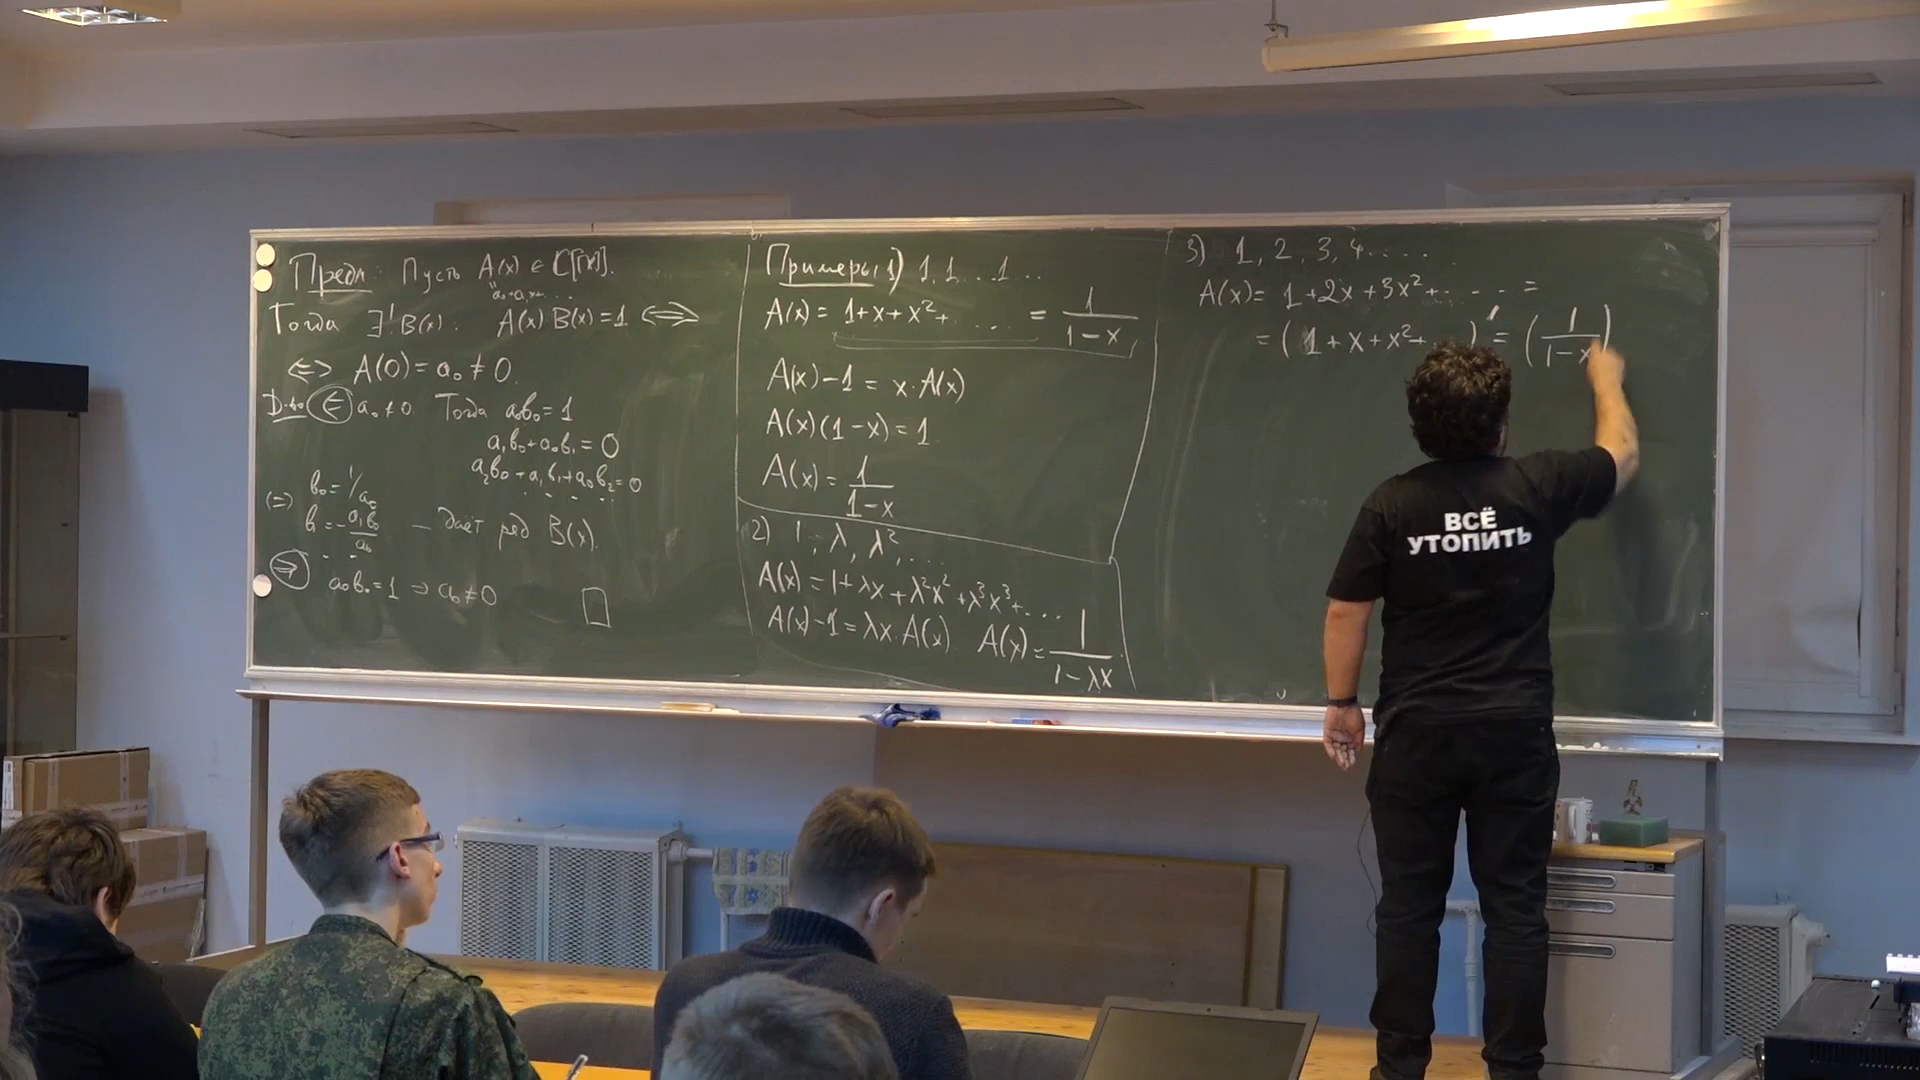 Предл. Пусть A(x) ∈ ℂ[[x]].
a₀+a₁x+...
Тогда ∃! B(x): A(x) B(x) = 1 ⟺
⟺ A(0) = a₀ ≠ 0.
Д-во ⇐ a₀ ≠ 0. Тогда a₀b₀ = 1
a₁b₀ + a₀b₁ = 0
a₂b₀ + a₁b₁ + a₀b₂ = 0
. . . .
(=) b₀ = 1/a₀
b₁ = -a₁b₀/a₀ — даёт ряд B(x).
⇒ a₀b₀ = 1 ⇒ a₀ ≠ 0 □
Примеры 1) 1, 1, ... 1 ...
A(x) = 1 + x + x² + .... = 1/(1-x)
A(x) - 1 = x·A(x)
A(x)(1-x) = 1.
A(x) = 1/(1-x)
2) 1, λ, λ², ...
A(x) = 1 + λx + λ²x² + λ³x³ + ...
A(x) - 1 = λx·A(x) A(x) = 1/(1-λx).
3) 1, 2, 3, 4 .....
A(x) = 1 + 2x + 3x² + ..... =
= (1 + x + x² + ...)' = (1/(1-x))
ВСЁ
УТОПИТЬ